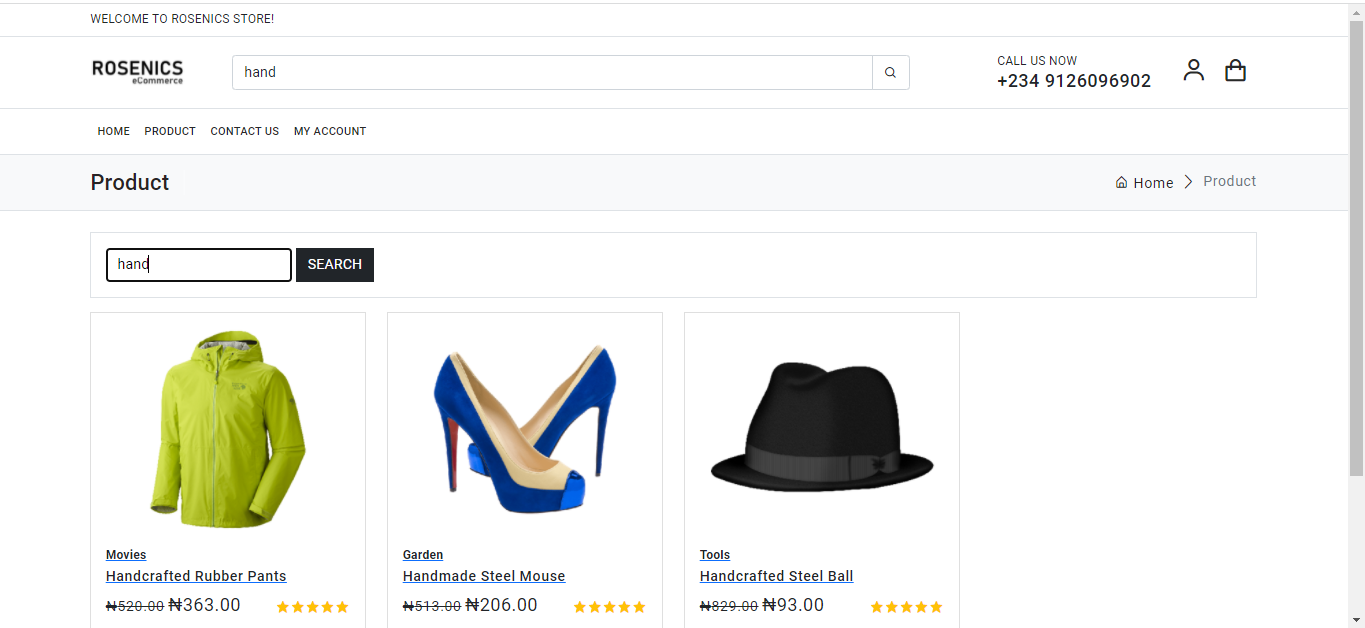 WELCOME TO ROSENICS STORE!
ROSENICS
eCommerce
hand
CALL US NOW
+234 9126096902
HOME PRODUCT CONTACT US MY ACCOUNT
Product
Home Product
hand SEARCH
Movies
Handcrafted Rubber Pants
₦520.00 ₦363.00
Garden
Handmade Steel Mouse
₦513.00 ₦206.00
Tools
Handcrafted Steel Ball
₦829.00 ₦93.00